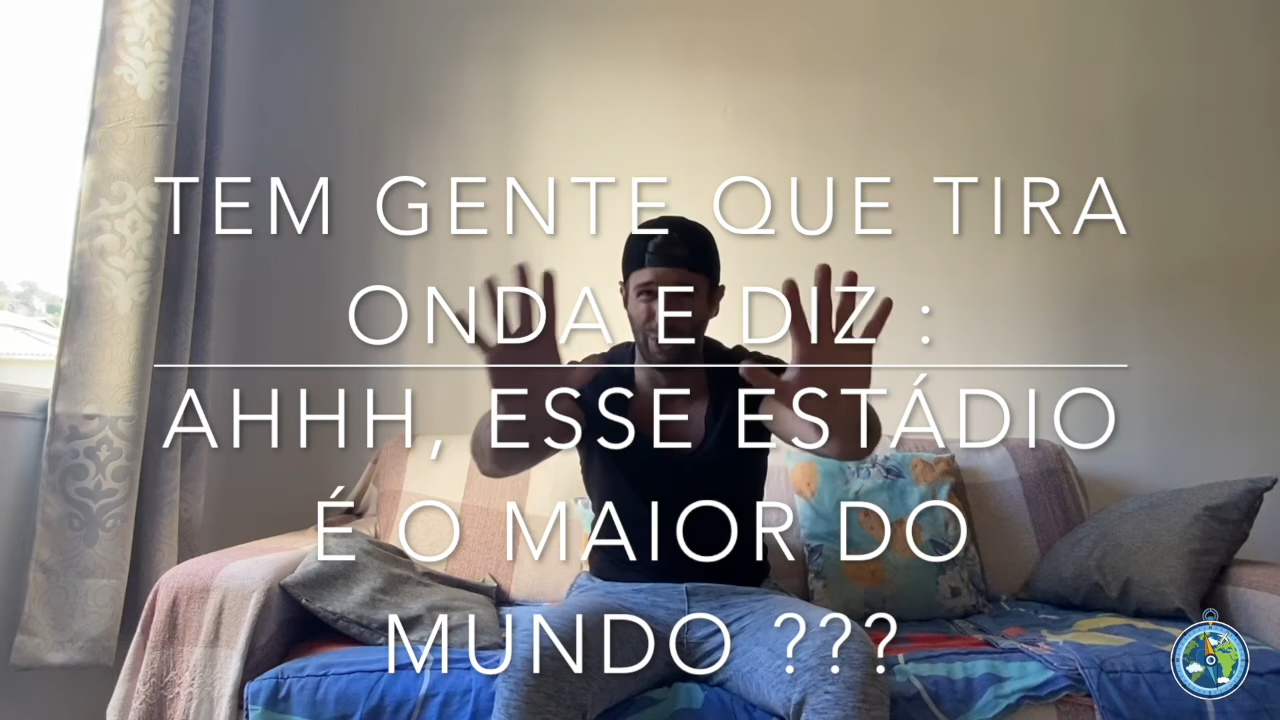 TEM GENTE QUE TIRA
ONDA E DIZ :
AHHH, ESSE ESTÁDIO
É O MAIOR DO
MUNDO ???